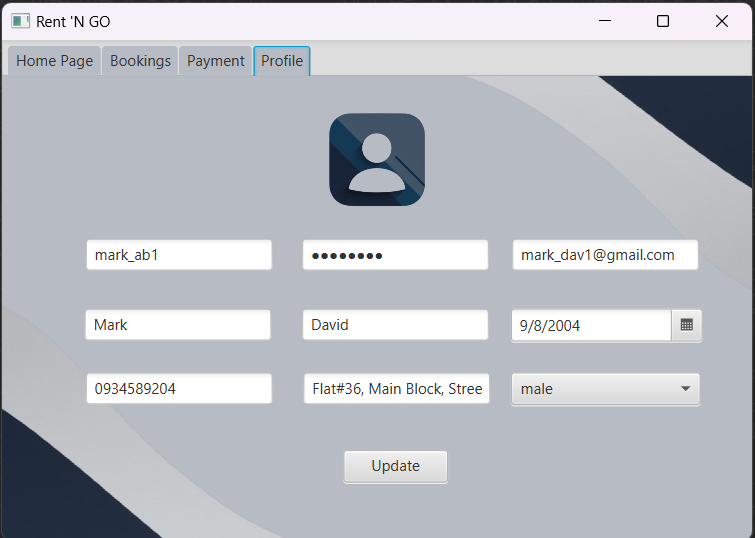 Rent 'N GO
Home Page Bookings Payment Profile
mark_ab1 ●●●●●●●● mark_dav1@gmail.com
Mark David 9/8/2004
0934589204 Flat#36, Main Block, Stree male
Update